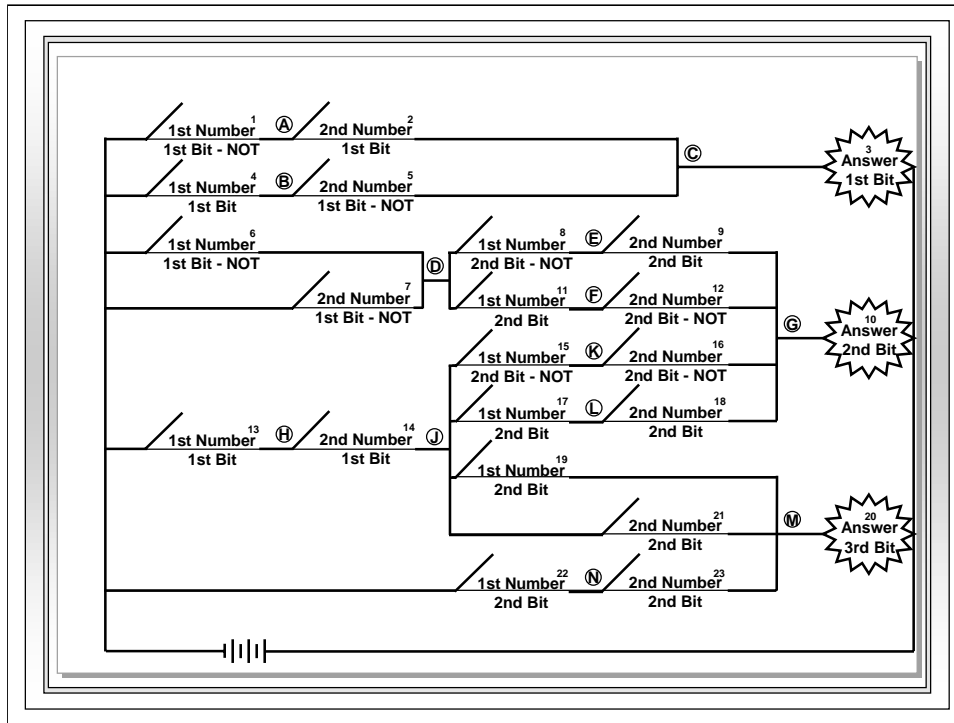 1st Number 1 A 2nd Number 2
1st Bit - NOT 1st Bit
C
3
Answer
1st Bit
1st Number 4 B 2nd Number 5
1st Bit 1st Bit - NOT
1st Number 6
1st Bit - NOT
D
2nd Number 7
1st Bit - NOT
1st Number 8 E 2nd Number 9
2nd Bit - NOT 2nd Bit
1st Number 11 F 2nd Number 12
2nd Bit 2nd Bit - NOT
G
10
Answer
2nd Bit
1st Number 15 K 2nd Number 16
2nd Bit - NOT 2nd Bit - NOT
1st Number 17 L 2nd Number 18
2nd Bit 2nd Bit
1st Number 13 H 2nd Number 14 J
1st Bit 1st Bit
1st Number 19
2nd Bit
2nd Number 21
2nd Bit
M
20
Answer
3rd Bit
1st Number 22 N 2nd Number 23
2nd Bit 2nd Bit